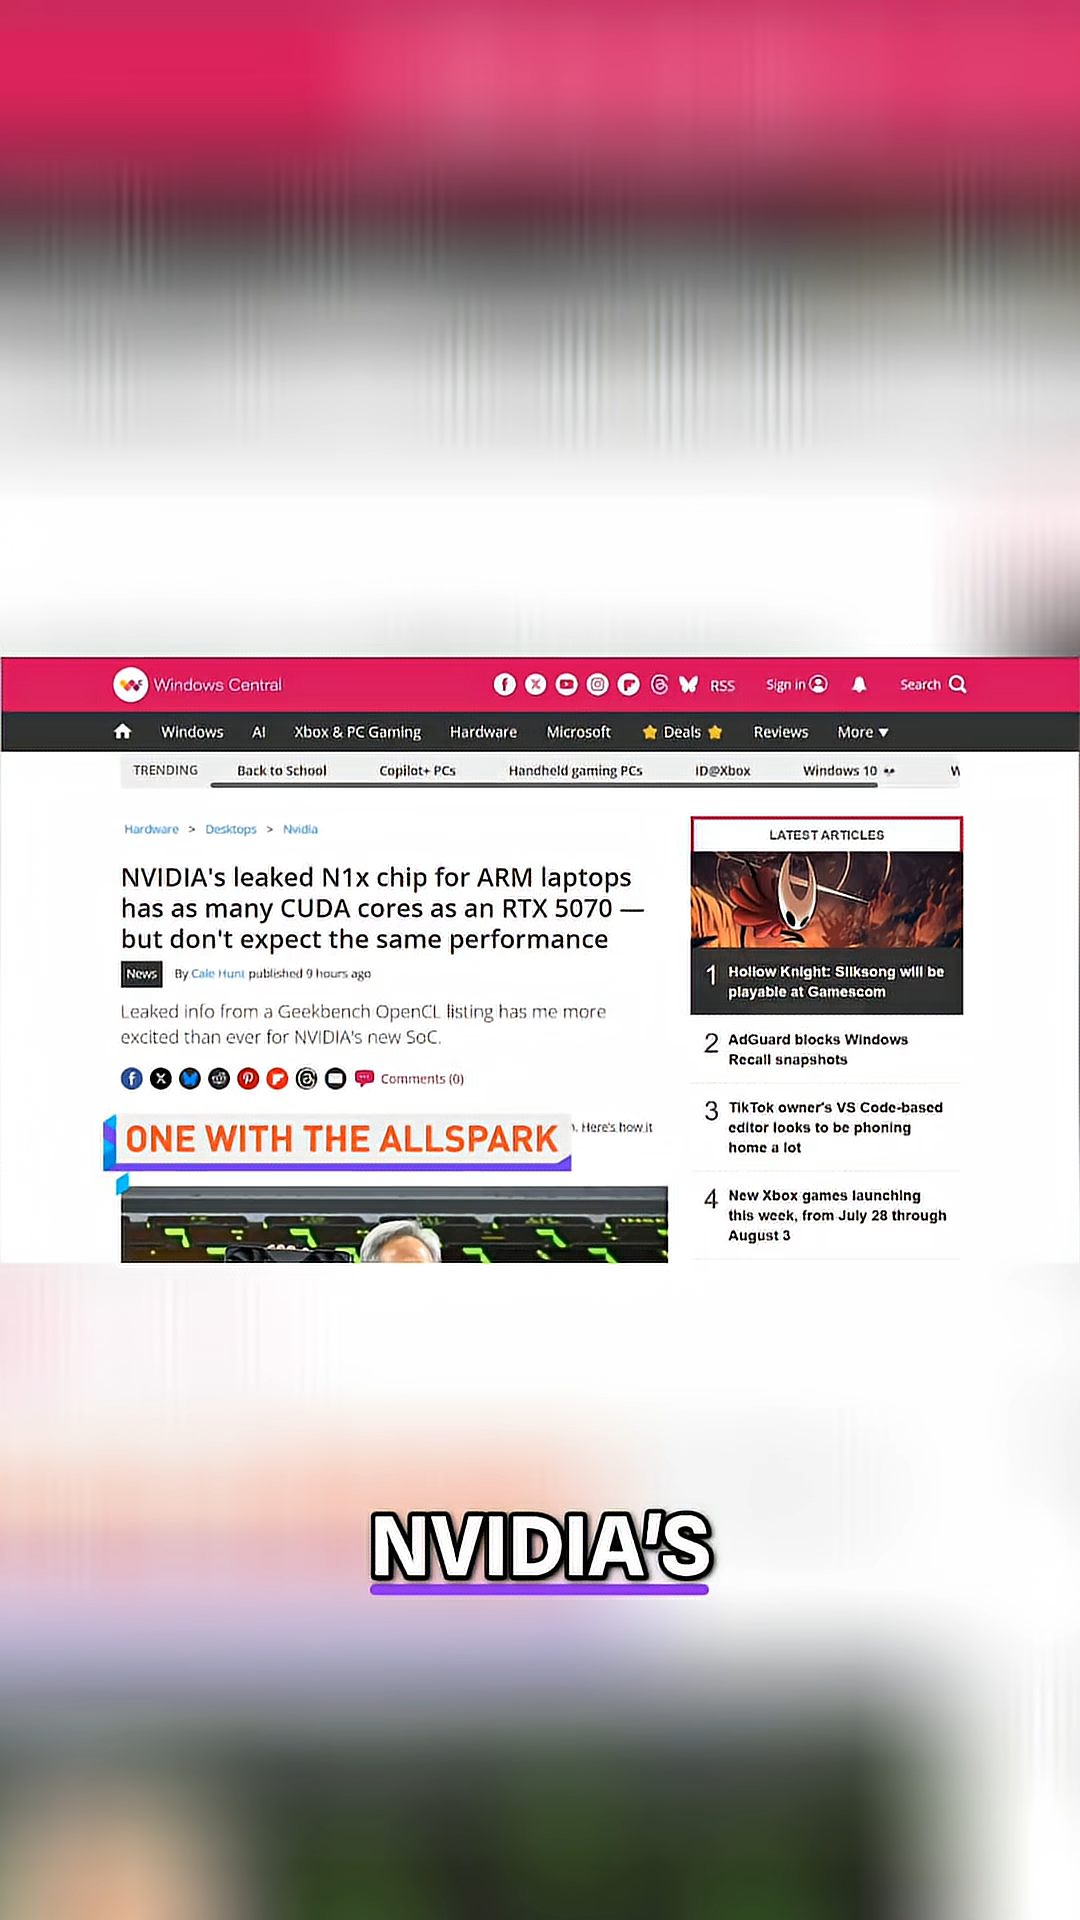 Windows Central
RSS
Sign in
Search
Windows
AI
Xbox & PC Gaming
Hardware
Microsoft
Deals
Reviews
More
TRENDING
Back to School
Copilot+ PCs
Handheld gaming PCs
ID@Xbox
Windows 10
Hardware > Desktops > Nvidia
NVIDIA's leaked N1x chip for ARM laptops
has as many CUDA cores as an RTX 5070 —
but don't expect the same performance
News
By Cale Hunt published 9 hours ago
Leaked info from a Geekbench OpenCL listing has me more
excited than ever for NVIDIA's new SoC.
Comments (0)
ONE WITH THE ALLSPARK
Here's how it
LATEST ARTICLES
1 Hollow Knight: Silksong will be
playable at Gamescom
2 AdGuard blocks Windows
Recall snapshots
3 TikTok owner's VS Code-based
editor looks to be phoning
home a lot
4 New Xbox games launching
this week, from July 28 through
August 3
NVIDIA'S